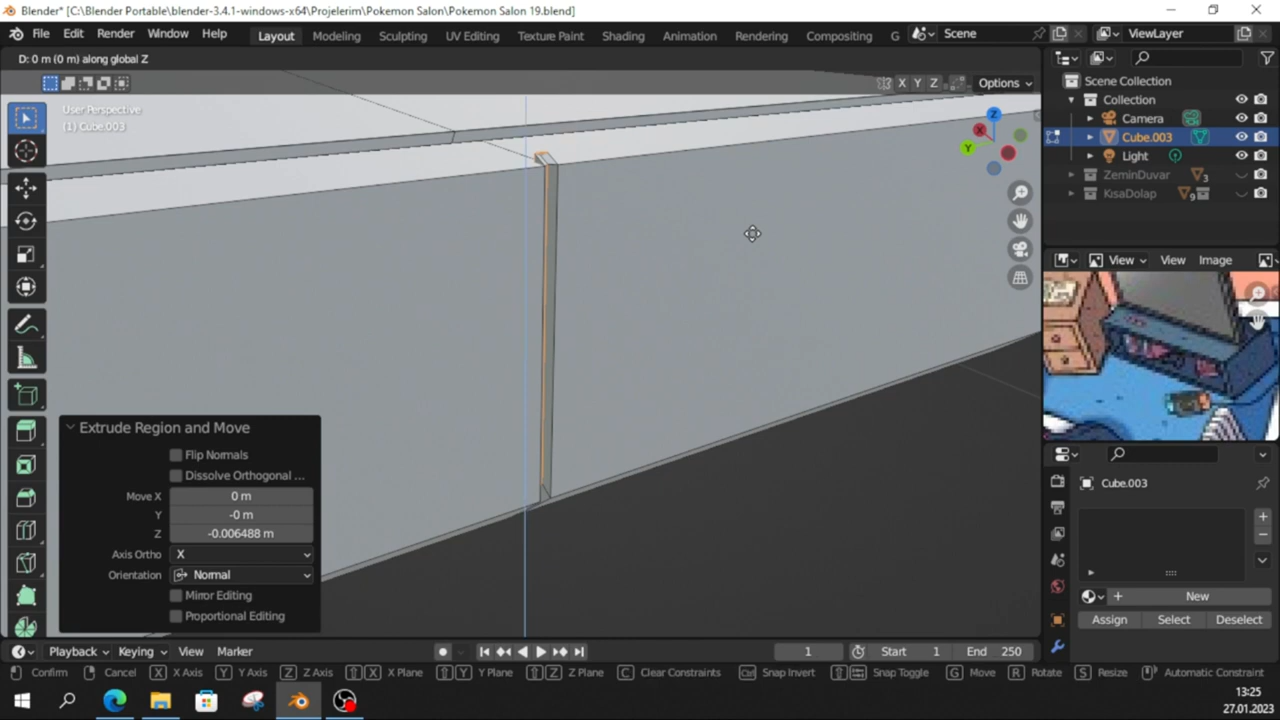 Blender* [C:\Blender Portable\blender-3.4.1-windows-x64\Projelerim\Pokemon Salon\Pokemon Salon 19.blend]
File Edit Render Window Help Layout Modeling Sculpting UV Editing Texture Paint Shading Animation Rendering Compositing G Scene ViewLayer
D: 0 m (0 m) along global Z
X Y Z Options
User Perspective
(1) Cube.003
Z
X
Y
Scene Collection
Collection
Camera
Cube.003
Light
ZeminDuvar 3
KısaDolap 9
View View Image
Extrude Region and Move
Flip Normals
Dissolve Orthogonal ...
Move X 0 m
Y -0 m
Z -0.006488 m
Axis Ortho X
Orientation Normal
Mirror Editing
Proportional Editing
Cube.003
New
Assign Select Deselect
Playback Keying View Marker 1 Start 1 End 250
Confirm Cancel X X Axis Y Y Axis Z Z Axis X X Plane Y Y Plane Z Z Plane C Clear Constraints Ctrl Snap Invert Snap Toggle G Move R Rotate S Resize Automatic Constraint
13:25
27.01.2023